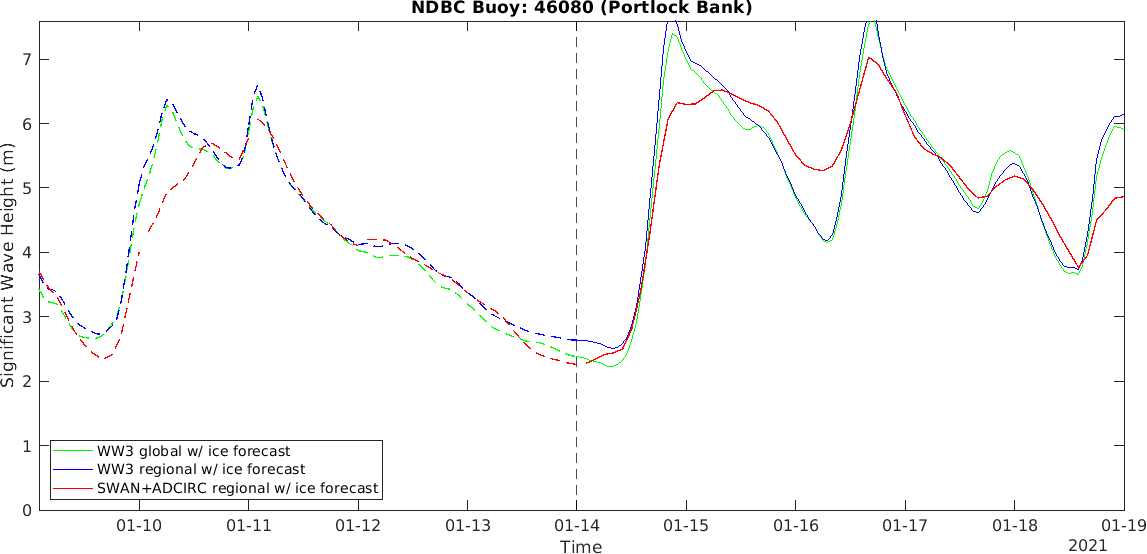 NDBC Buoy: 46080 (Portlock Bank)
Significant Wave Height (m)
7
6
5
4
3
2
1
0
WW3 global w/ ice forecast
WW3 regional w/ ice forecast
SWAN+ADCIRC regional w/ ice forecast
01-10 01-11 01-12 01-13 01-14 01-15 01-16 01-17 01-18 01-19
Time
2021